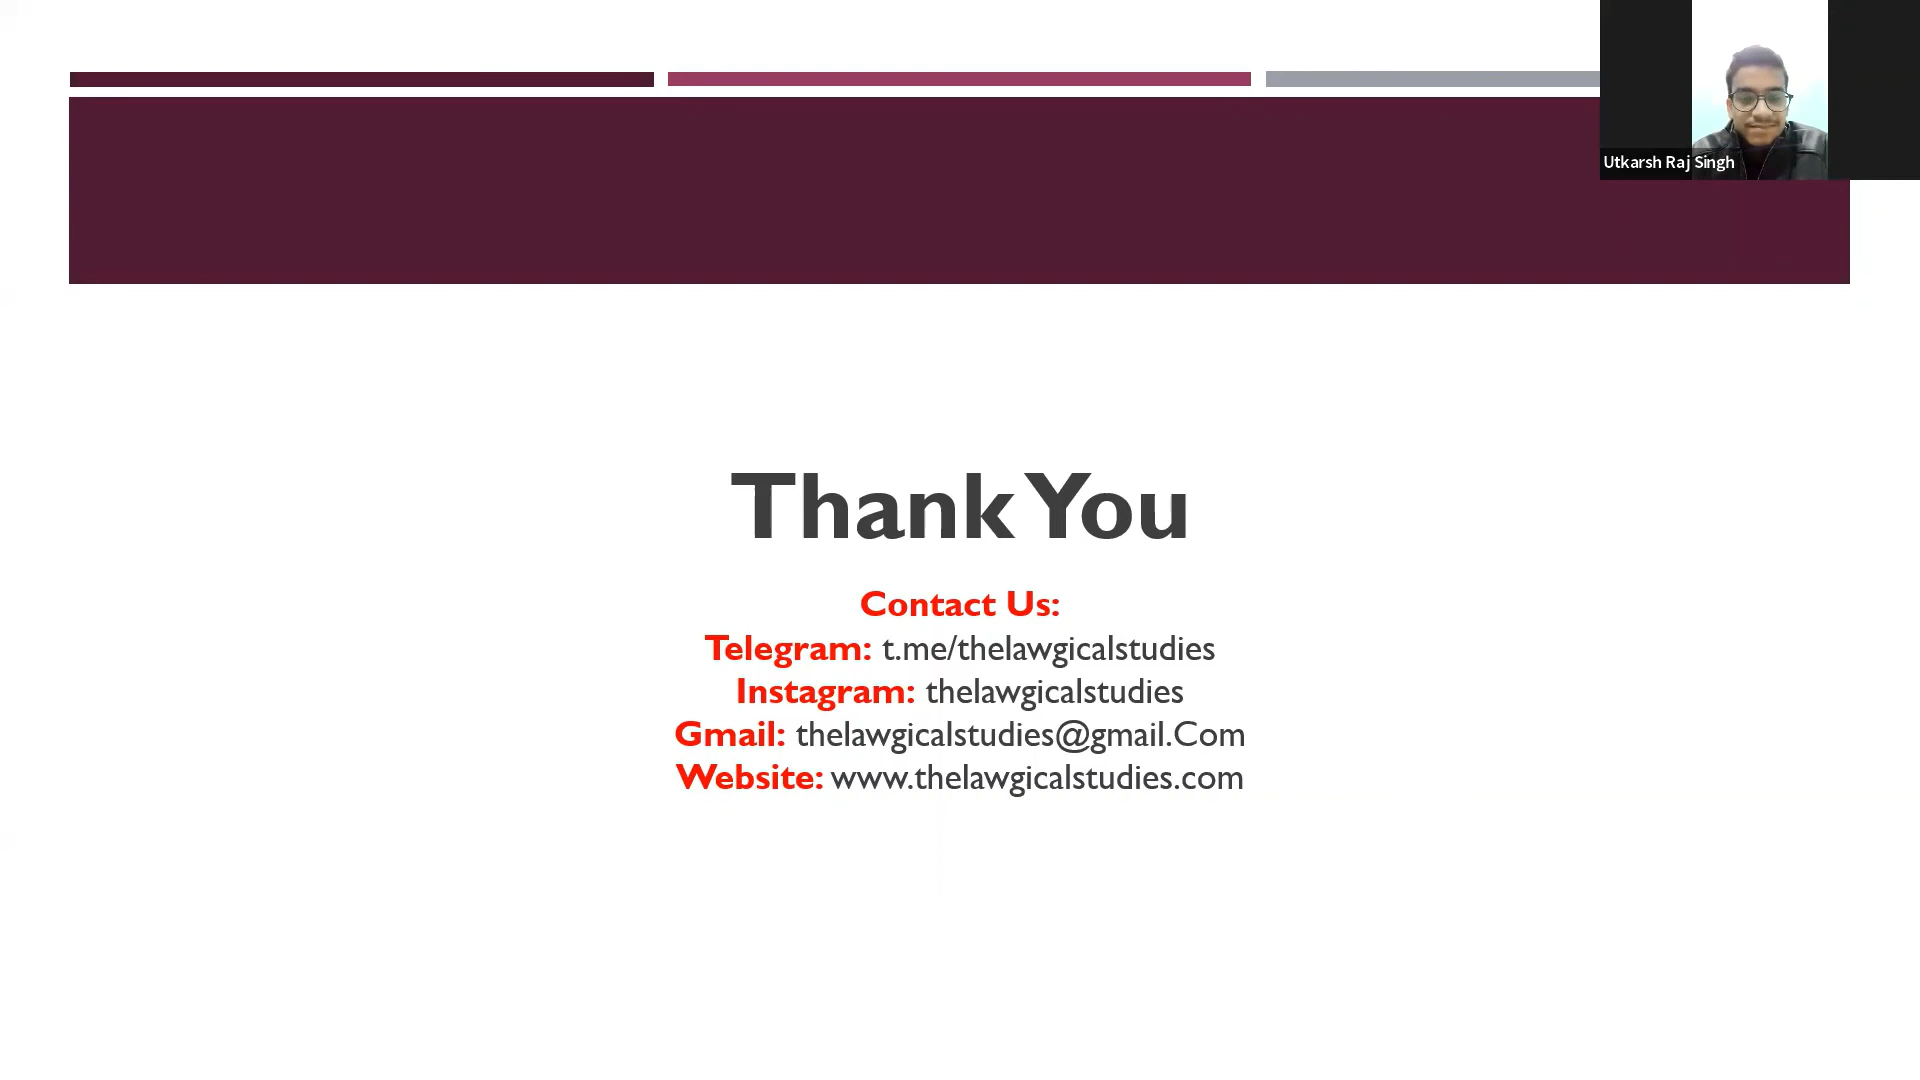 Utkarsh Raj Singh
Thank You
Contact Us:
Telegram: t.me/thelawgicalstudies
Instagram: thelawgicalstudies
Gmail: thelawgicalstudies@gmail.Com
Website: www.thelawgicalstudies.com